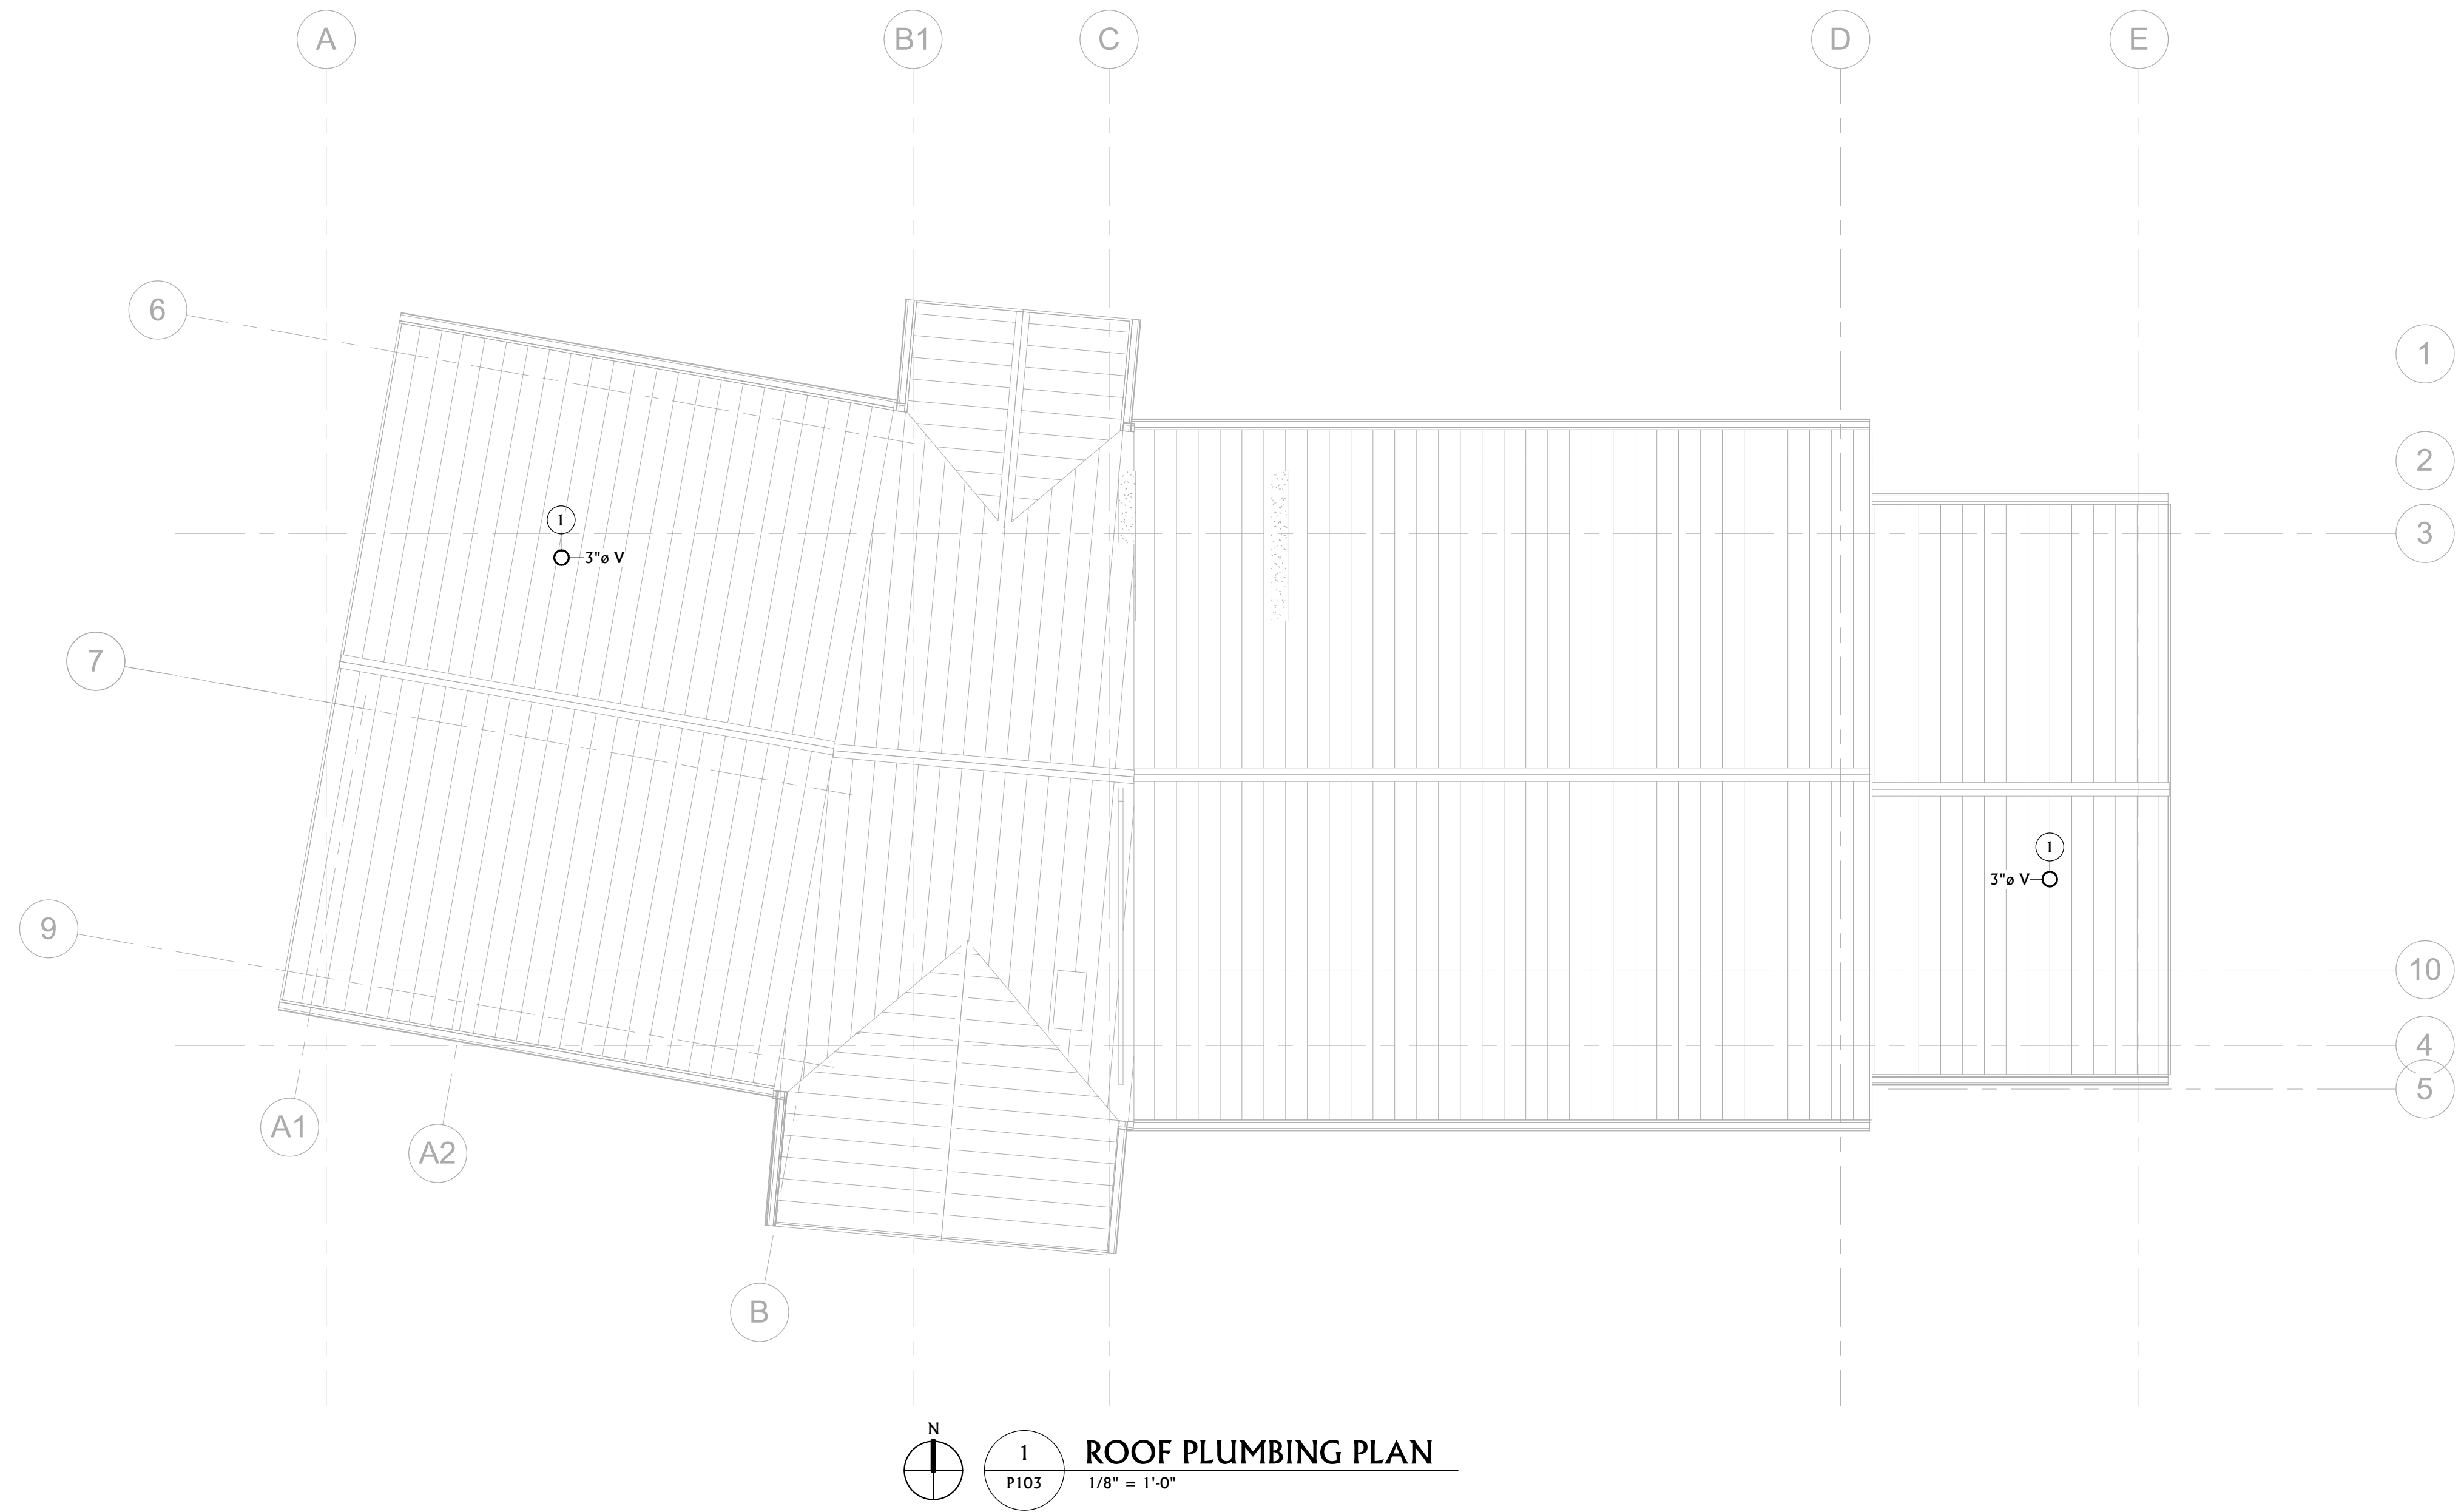 A
B1
C
D
E
6
1
2
1
3
3"ø V
7
1
3"ø V
9
10
4
5
A1
A2
B
N
1
ROOF PLUMBING PLAN
P103
1/8" = 1'-0"